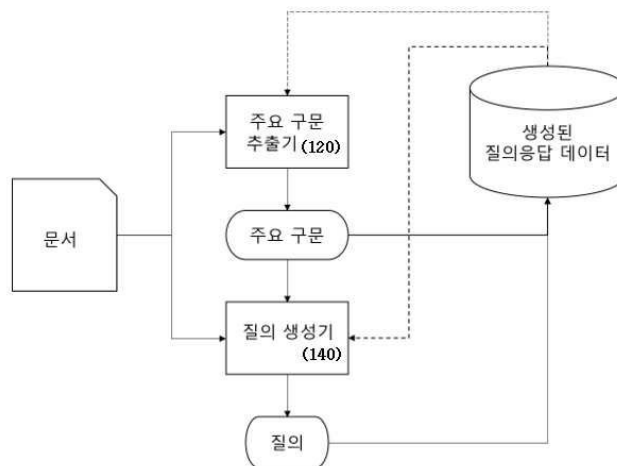 주요 구문
추출기 (120)
생성된
질의응답 데이터
문서
주요 구문
질의 생성기
(140)
질의